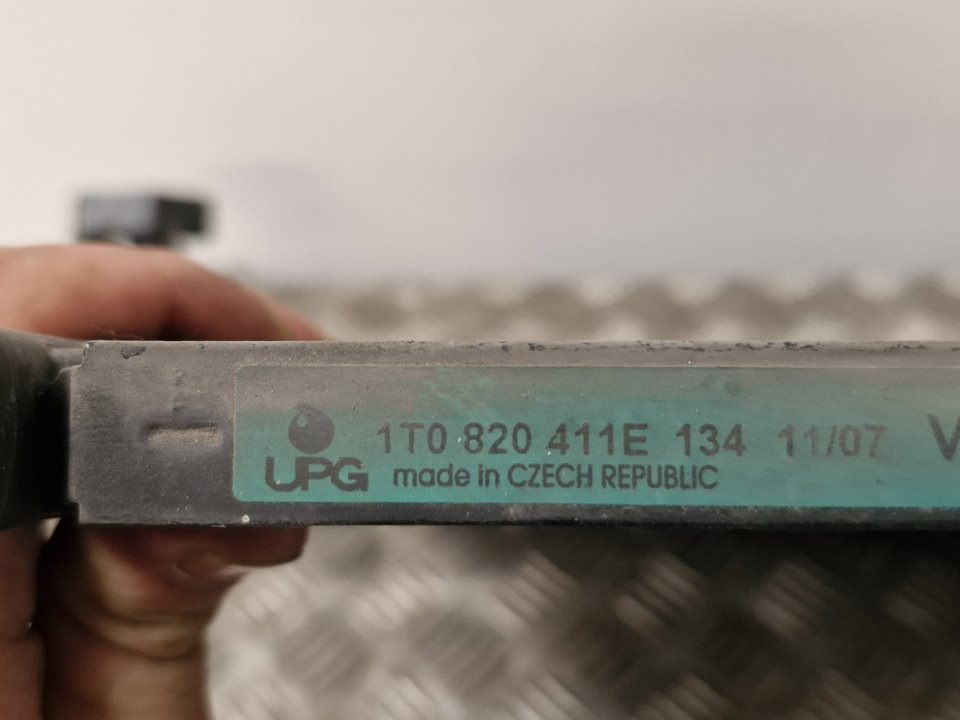 1T0 820 411E 134 11/07 V
UPG made in CZECH REPUBLIC